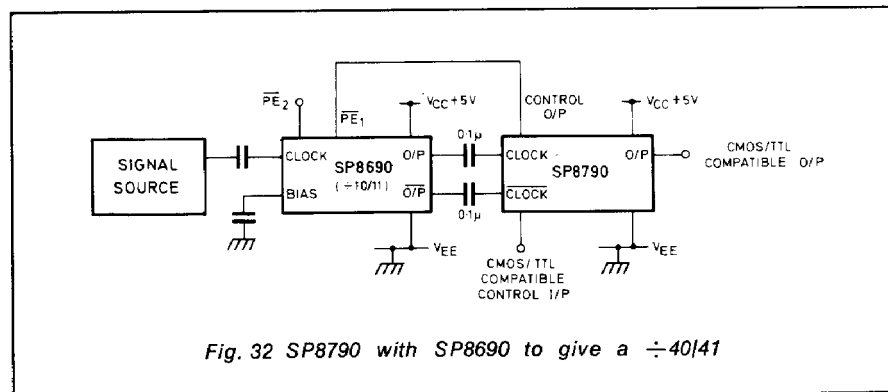 PE2
PE1
VCC +5V
CONTROL
O/P
VCC +5V
SIGNAL
SOURCE
CLOCK
BIAS
SP8690
(÷10/11)
O/P
O/P
0·1µ
0·1µ
CLOCK
CLOCK
SP8790
O/P
CMOS/TTL
COMPATIBLE O/P
VEE
CMOS/TTL
COMPATIBLE
CONTROL I/P
VEE
Fig. 32 SP8790 with SP8690 to give a ÷40/41